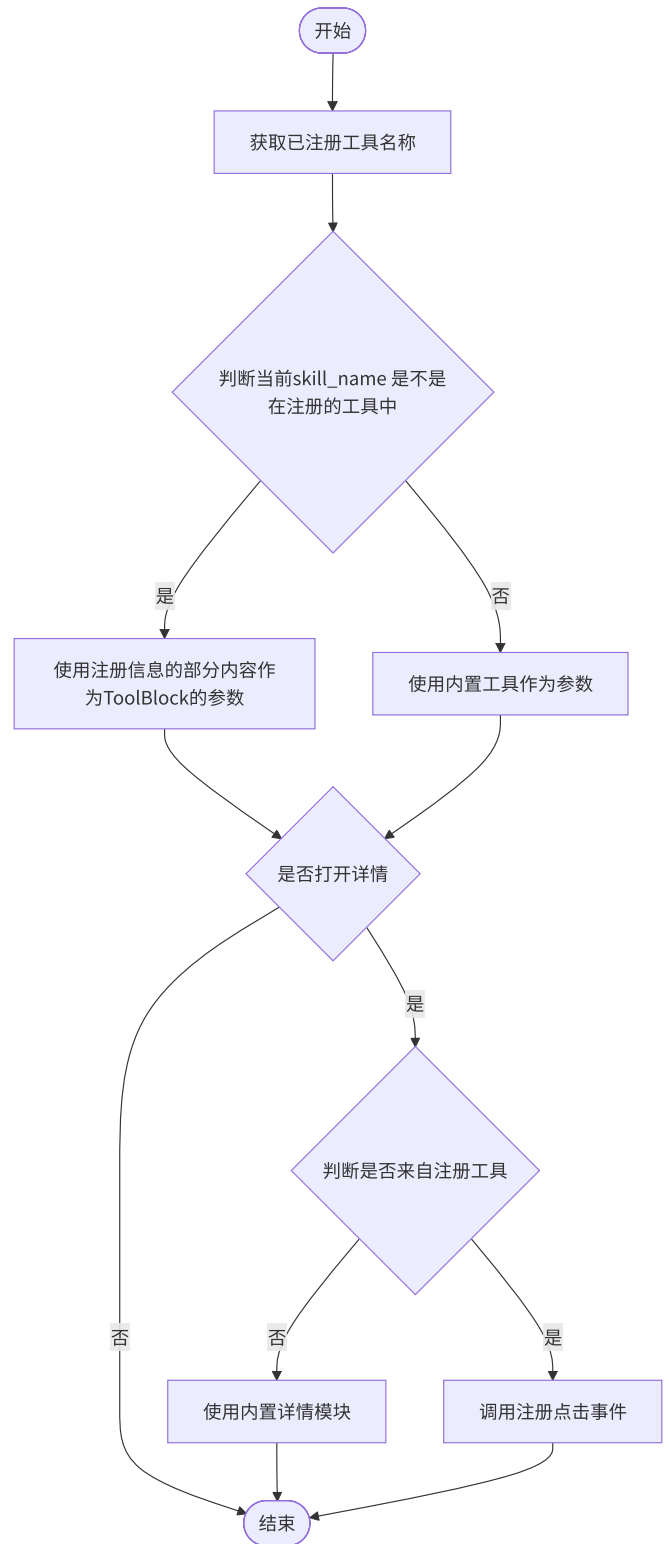 开始
获取已注册工具名称
判断当前skill_name 是不是
在注册的工具中
是
否
使用注册信息的部分内容作
为ToolBlock的参数
使用内置工具作为参数
是否打开详情
是
判断是否来自注册工具
否
否
是
使用内置详情模块
调用注册点击事件
结束